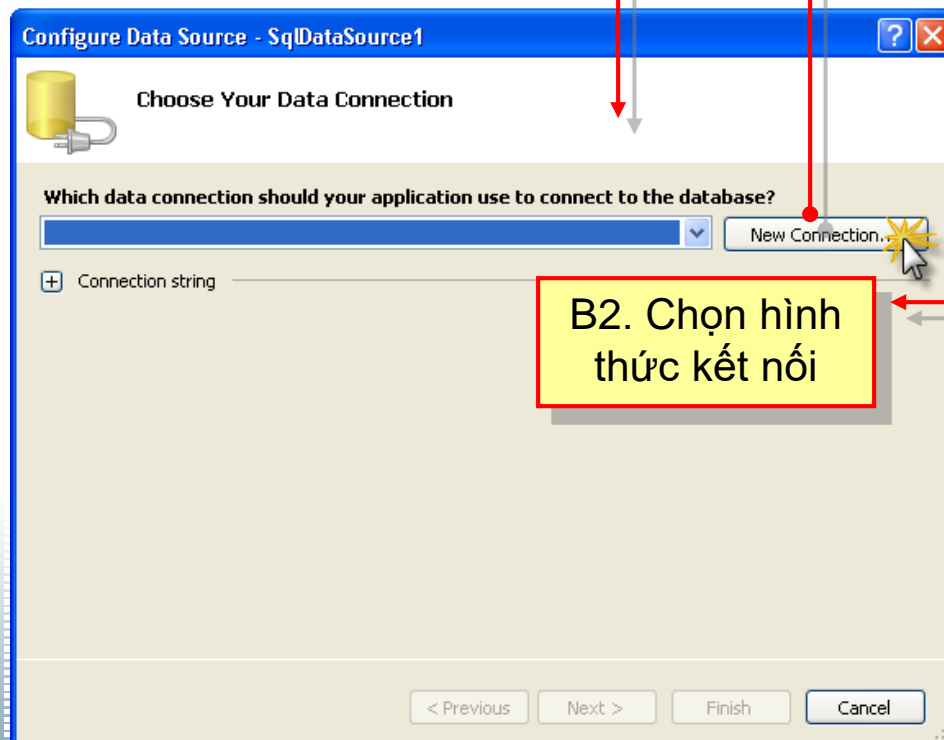 Configure Data Source - SqlDataSource1
Choose Your Data Connection
Which data connection should your application use to connect to the database?
New Connection...
Connection string
B2. Chọn hình
thức kết nối
< Previous
Next >
Finish
Cancel